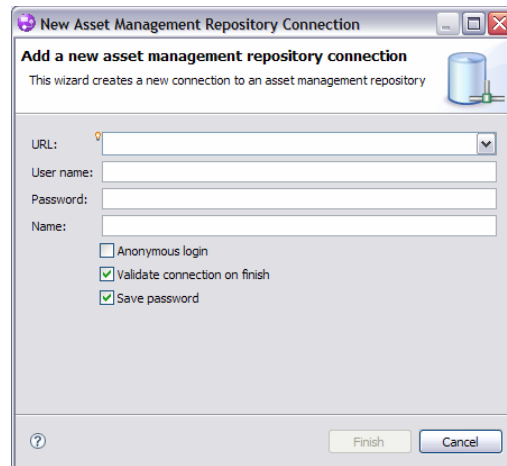 New Asset Management Repository Connection
Add a new asset management repository connection
This wizard creates a new connection to an asset management repository
URL:
User name:
Password:
Name:
Anonymous login
Validate connection on finish
Save password
?
Finish
Cancel